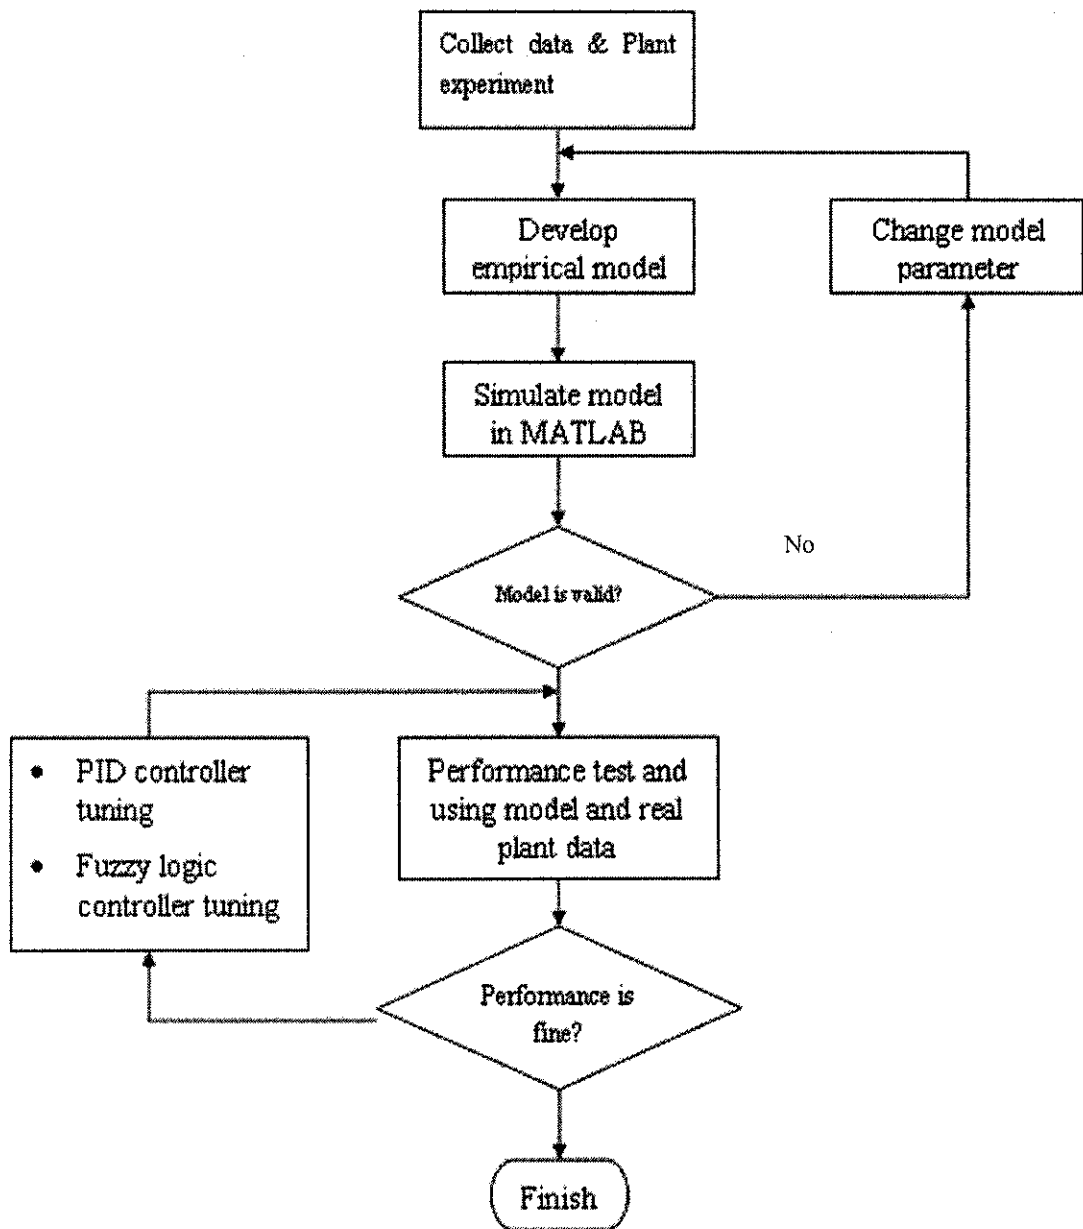 Collect data & Plant
experiment
Develop
empirical model
Change model
parameter
Simulate model
in MATLAB
No
Model is valid?
• PID controller
tuning
• Fuzzy logic
controller tuning
Performance test and
using model and real
plant data
Performance is
fine?
Finish